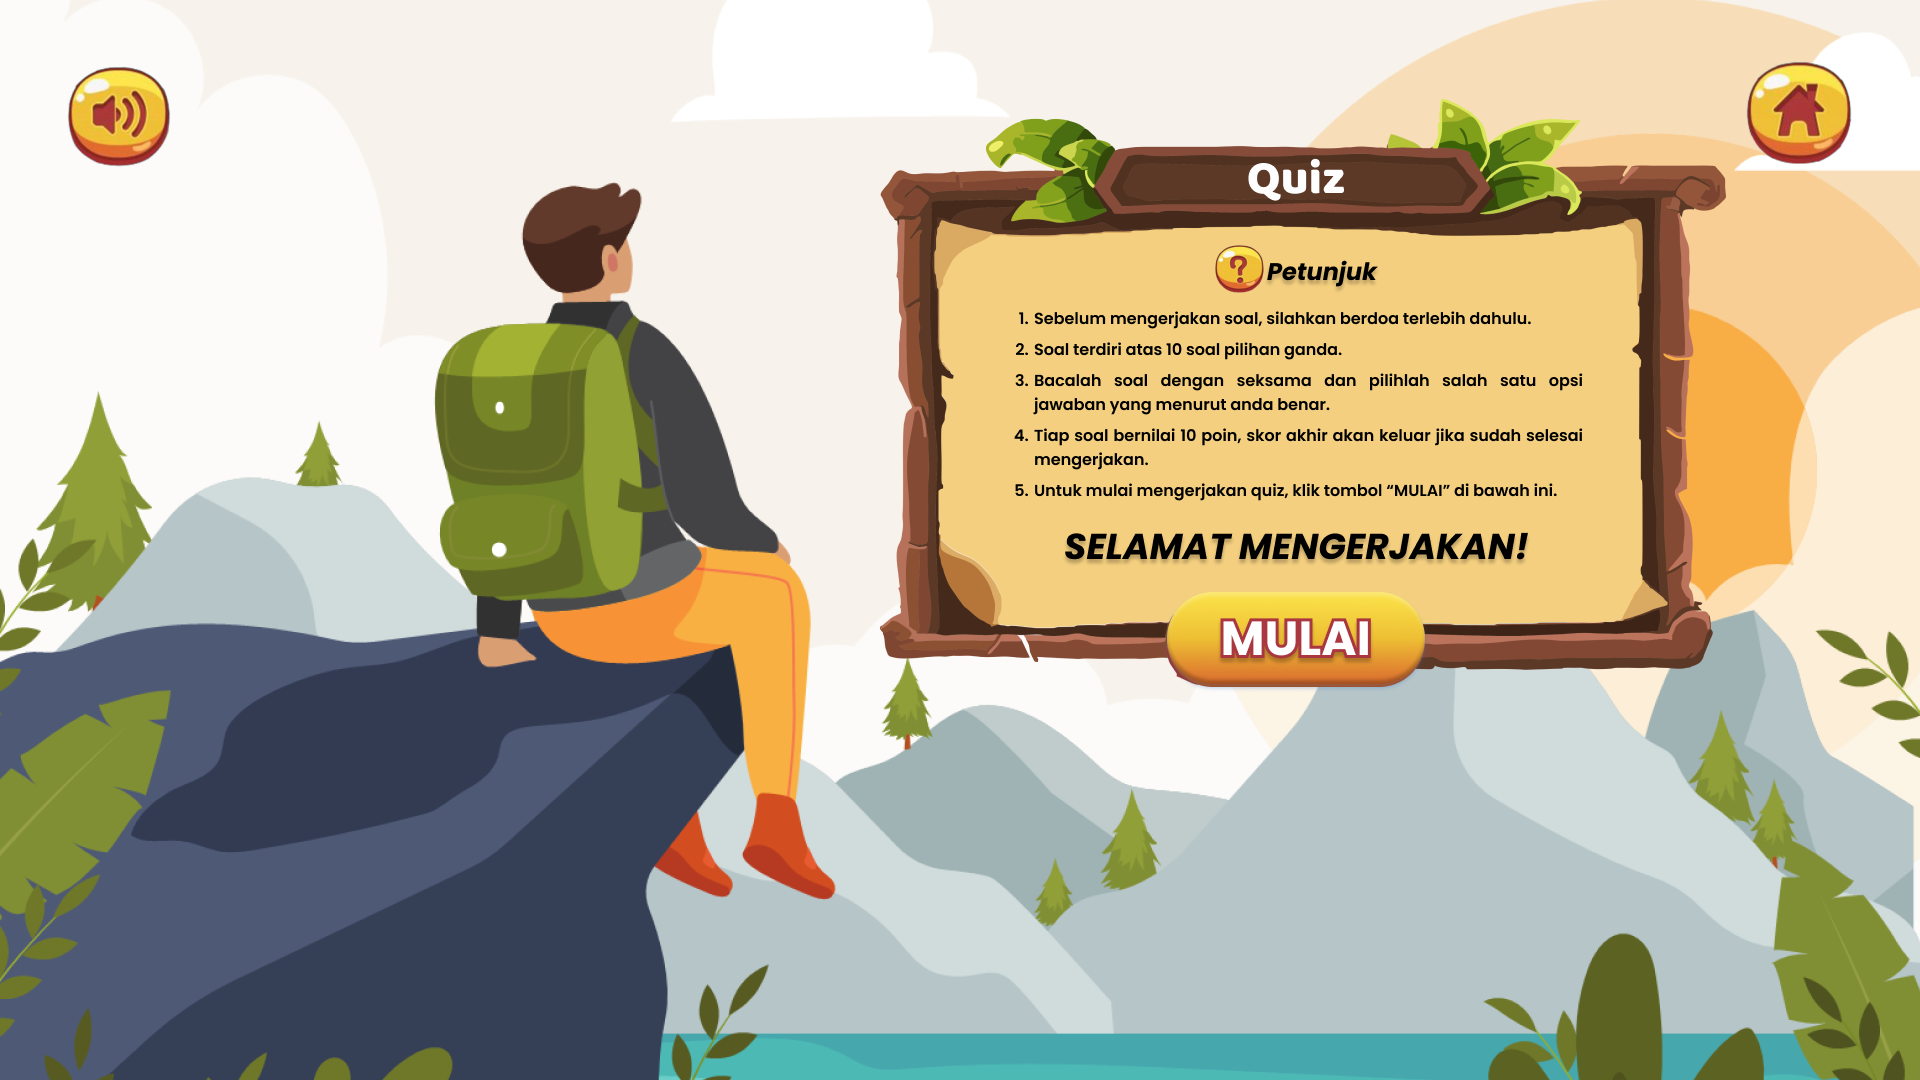 Quiz
? Petunjuk
1. Sebelum mengerjakan soal, silahkan berdoa terlebih dahulu.
2. Soal terdiri atas 10 soal pilihan ganda.
3. Bacalah soal dengan seksama dan pilihlah salah satu opsi
jawaban yang menurut anda benar.
4. Tiap soal bernilai 10 poin, skor akhir akan keluar jika sudah selesai
mengerjakan.
5. Untuk mulai mengerjakan quiz, klik tombol “MULAI” di bawah ini.
SELAMAT MENGERJAKAN!
MULAI